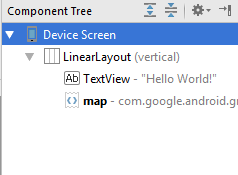 Component Tree
Device Screen
LinearLayout (vertical)
Ab TextView - "Hello World!"
map - com.google.android.gr